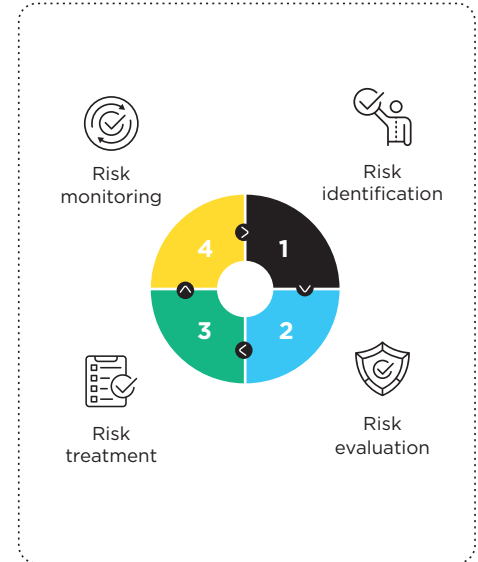 Risk
monitoring
Risk
identification
4
1
3
2
Risk
treatment
Risk
evaluation